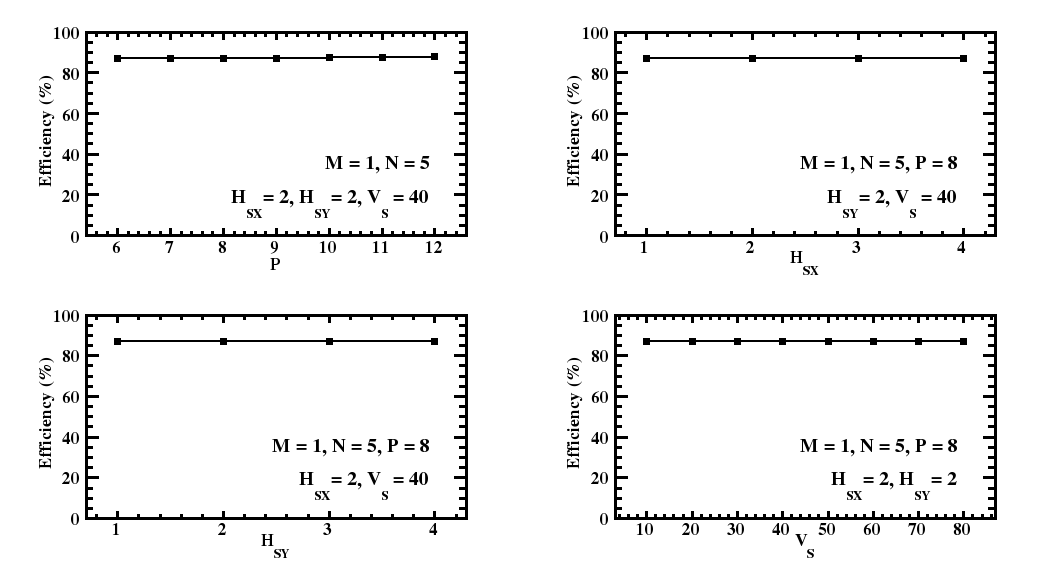 100
80
60
40
20
0
Efficiency (%)
M = 1, N = 5
H SX = 2, H SY = 2, V S = 40
6 7 8 9 10 11 12
P
100
80
60
40
20
0
Efficiency (%)
M = 1, N = 5, P = 8
H SY = 2, V S = 40
1 2 3 4
H SX
100
80
60
40
20
0
Efficiency (%)
M = 1, N = 5, P = 8
H SX = 2, V S = 40
1 2 3 4
H SY
100
80
60
40
20
0
Efficiency (%)
M = 1, N = 5, P = 8
H SX = 2, H SY = 2
10 20 30 40 50 60 70 80
V S